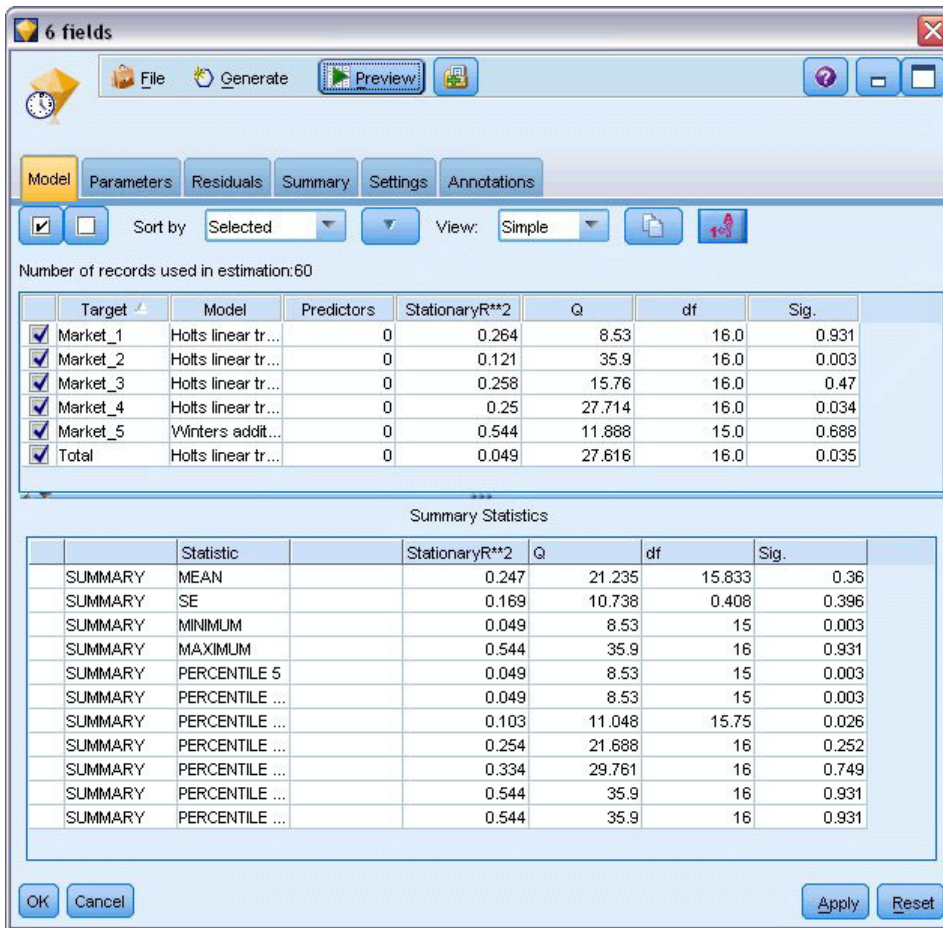 6 fields
File Generate Preview
Model Parameters Residuals Summary Settings Annotations
Sort by Selected View: Simple
Number of records used in estimation:60
Target Model Predictors StationaryR**2 Q df Sig.
Market_1 Holts linear tr... 0 0.264 8.53 16.0 0.931
Market_2 Holts linear tr... 0 0.121 35.9 16.0 0.003
Market_3 Holts linear tr... 0 0.258 15.76 16.0 0.47
Market_4 Holts linear tr... 0 0.25 27.714 16.0 0.034
Market_5 Winters addit... 0 0.544 11.888 15.0 0.688
Total Holts linear tr... 0 0.049 27.616 16.0 0.035
Summary Statistics
Statistic StationaryR**2 Q df Sig.
SUMMARY MEAN 0.247 21.235 15.833 0.36
SUMMARY SE 0.169 10.738 0.408 0.396
SUMMARY MINIMUM 0.049 8.53 15 0.003
SUMMARY MAXIMUM 0.544 35.9 16 0.931
SUMMARY PERCENTILE 5 0.049 8.53 15 0.003
SUMMARY PERCENTILE ... 0.049 8.53 15 0.003
SUMMARY PERCENTILE ... 0.103 11.048 15.75 0.026
SUMMARY PERCENTILE ... 0.254 21.688 16 0.252
SUMMARY PERCENTILE ... 0.334 29.761 16 0.749
SUMMARY PERCENTILE ... 0.544 35.9 16 0.931
SUMMARY PERCENTILE ... 0.544 35.9 16 0.931
OK Cancel Apply Reset